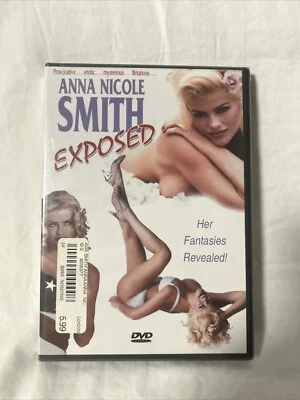 Provocative... erotic... mysterious... flirtatious...
ANNA NICOLE
SMITH
EXPOSED
Her
Fantasies
Revealed!
5.99
DVD